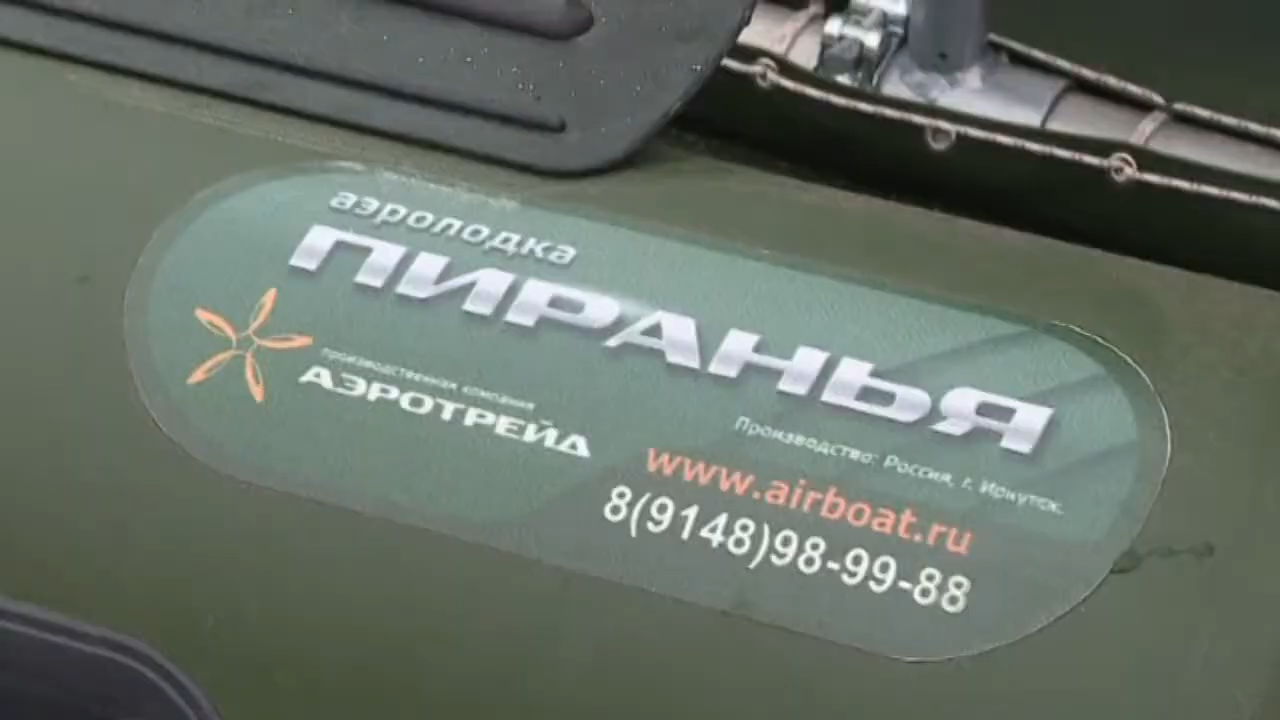 аэролодка
ПИРАНЬЯ
производственная компания
АЭРОТРЕЙД
Производство: Россия, г. Иркутск.
www.airboat.ru
8(9148)98-99-88